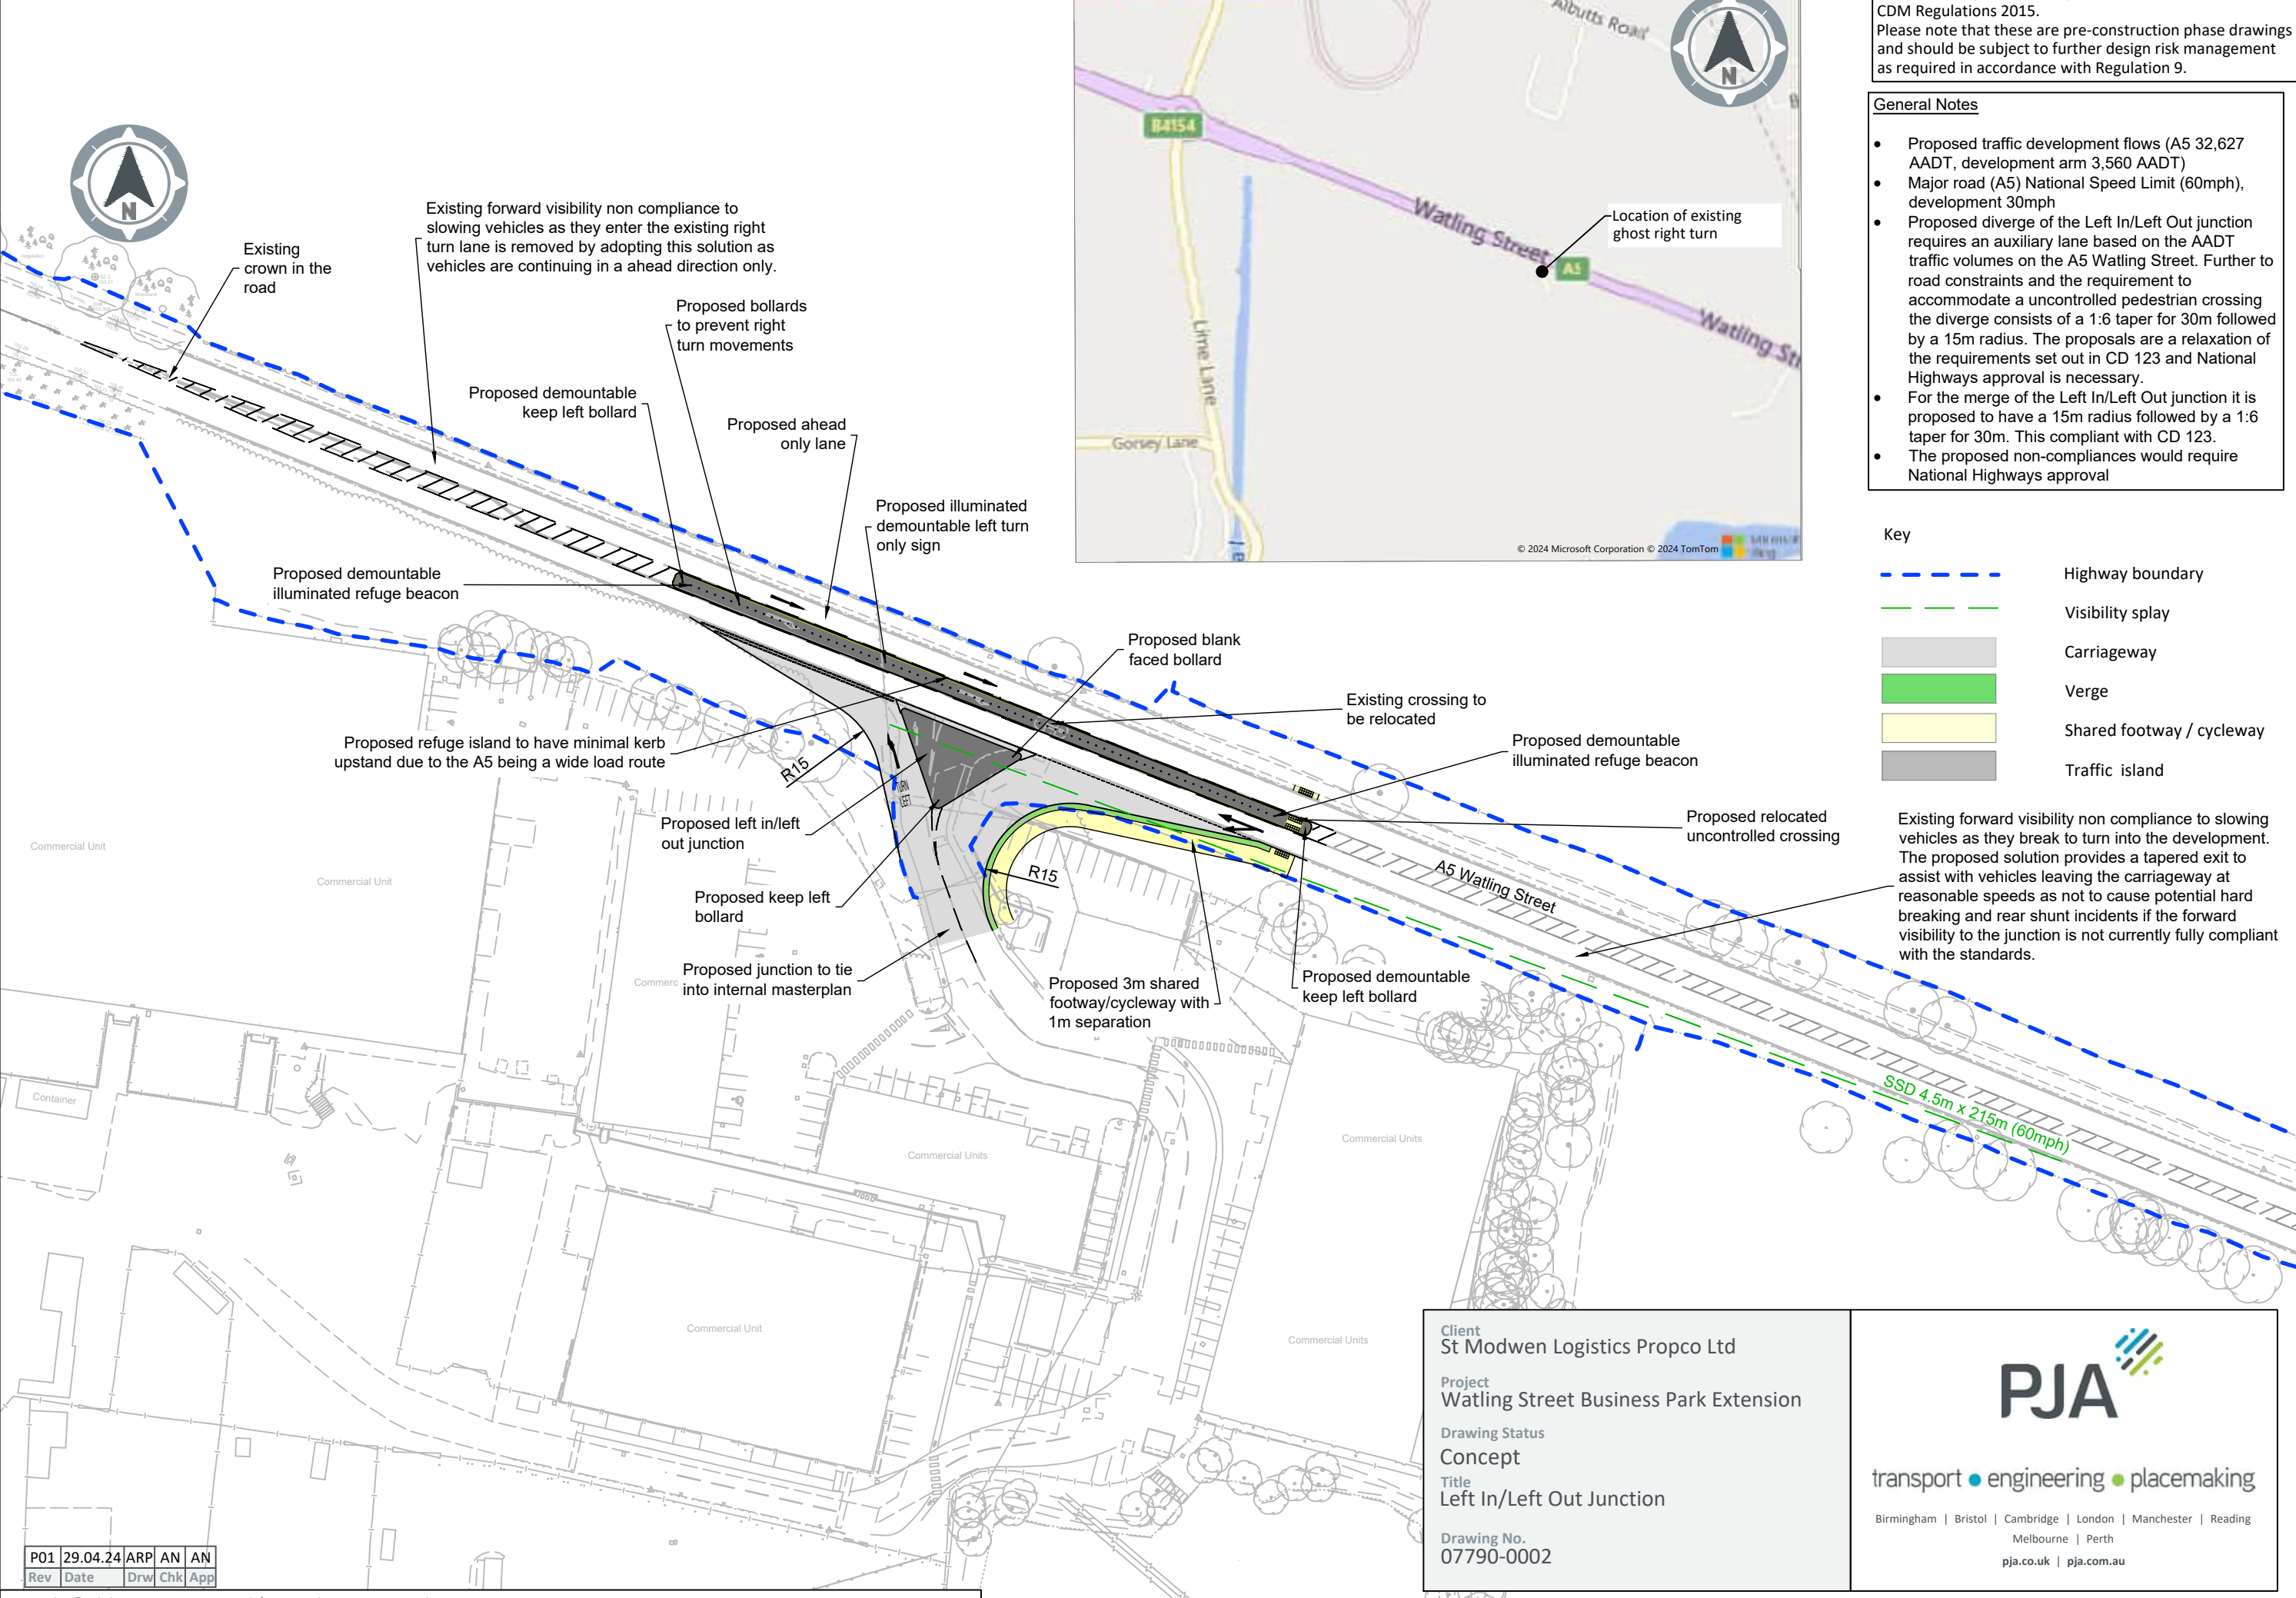 CDM Regulations 2015.
Please note that these are pre-construction phase drawings
and should be subject to further design risk management
as required in accordance with Regulation 9.
General Notes
• Proposed traffic development flows (A5 32,627
AADT, development arm 3,560 AADT)
• Major road (A5) National Speed Limit (60mph),
development 30mph
• Proposed diverge of the Left In/Left Out junction
requires an auxiliary lane based on the AADT
traffic volumes on the A5 Watling Street. Further to
road constraints and the requirement to
accommodate a uncontrolled pedestrian crossing
the diverge consists of a 1:6 taper for 30m followed
by a 15m radius. The proposals are a relaxation of
the requirements set out in CD 123 and National
Highways approval is necessary.
• For the merge of the Left In/Left Out junction it is
proposed to have a 15m radius followed by a 1:6
taper for 30m. This compliant with CD 123.
• The proposed non-compliances would require
National Highways approval
Key
Highway boundary
Visibility splay
Carriageway
Verge
Shared footway / cycleway
Traffic island
Albutts Road
N
B4154
Watling Street
A5
Watling St
Location of existing
ghost right turn
Lime Lane
Gorsey Lane
© 2024 Microsoft Corporation © 2024 TomTom
N
Existing
crown in the
road
Existing forward visibility non compliance to
slowing vehicles as they enter the existing right
turn lane is removed by adopting this solution as
vehicles are continuing in a ahead direction only.
Proposed bollards
to prevent right
turn movements
Proposed demountable
keep left bollard
Proposed ahead
only lane
Proposed illuminated
demountable left turn
only sign
Proposed demountable
illuminated refuge beacon
Proposed blank
faced bollard
Existing crossing to
be relocated
Proposed demountable
illuminated refuge beacon
Proposed refuge island to have minimal kerb
upstand due to the A5 being a wide load route
R15
TURN
LEFT
Proposed left in/left
out junction
Proposed keep left
bollard
Proposed junction to tie
into internal masterplan
R15
Proposed 3m shared
footway/cycleway with
1m separation
Proposed demountable
keep left bollard
Proposed relocated
uncontrolled crossing
A5 Watling Street
Existing forward visibility non compliance to slowing
vehicles as they break to turn into the development.
The proposed solution provides a tapered exit to
assist with vehicles leaving the carriageway at
reasonable speeds as not to cause potential hard
breaking and rear shunt incidents if the forward
visibility to the junction is not currently fully compliant
with the standards.
SSD 4.5m x 215m (60mph)
Commercial Unit
Commercial Unit
Commerc
Container
Commercial Units
Commercial Units
Commercial Unit
Commercial Units
Client
St Modwen Logistics Propco Ltd
Project
Watling Street Business Park Extension
Drawing Status
Concept
Title
Left In/Left Out Junction
Drawing No.
07790-0002
PJA
transport • engineering • placemaking
Birmingham | Bristol | Cambridge | London | Manchester | Reading
Melbourne | Perth
pja.co.uk | pja.com.au
P01 29.04.24 ARP AN AN
Rev Date Drw Chk App